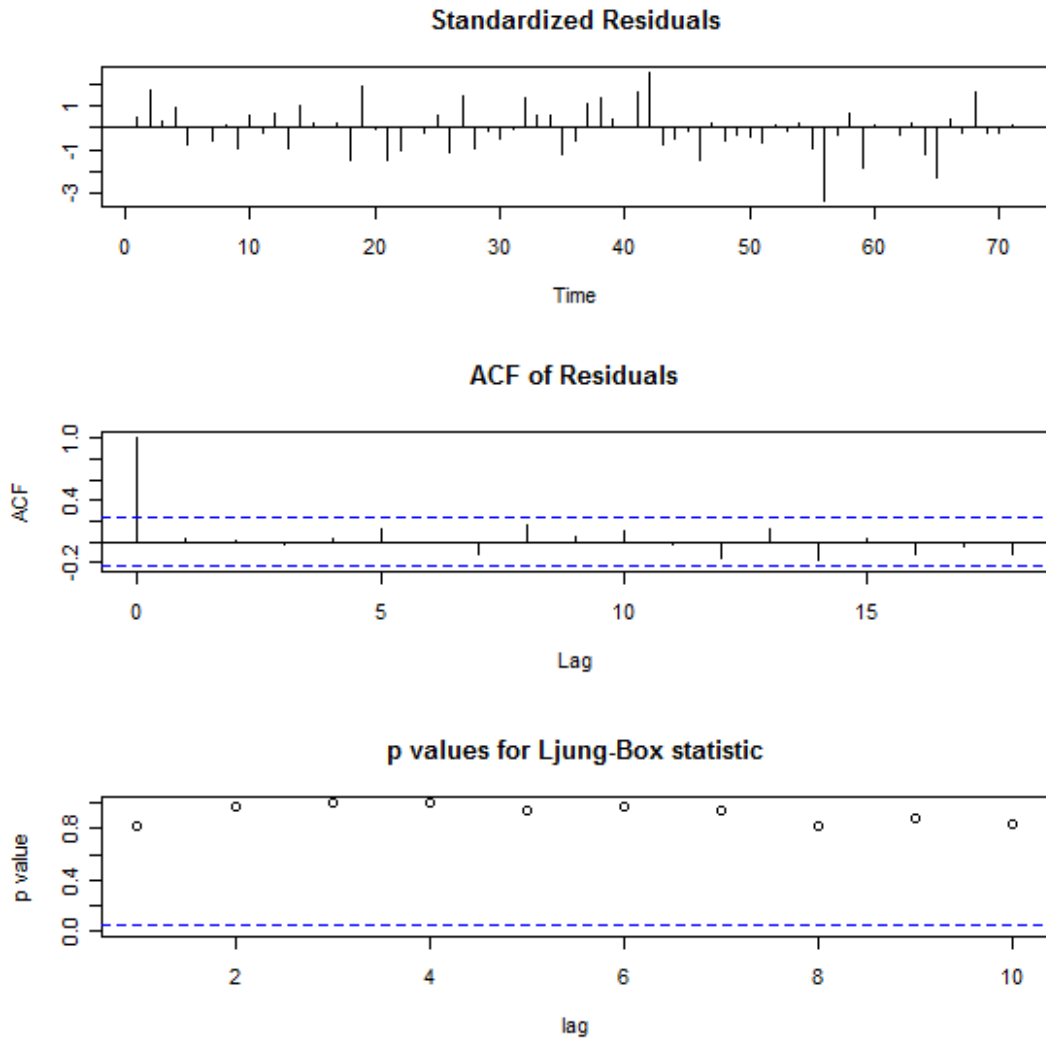 Standardized Residuals
1
-1
-3
0 10 20 30 40 50 60 70
Time
ACF of Residuals
1.0
0.4
-0.2
ACF
0 5 10 15
Lag
p values for Ljung-Box statistic
0.8
0.4
0.0
p value
2 4 6 8 10
lag